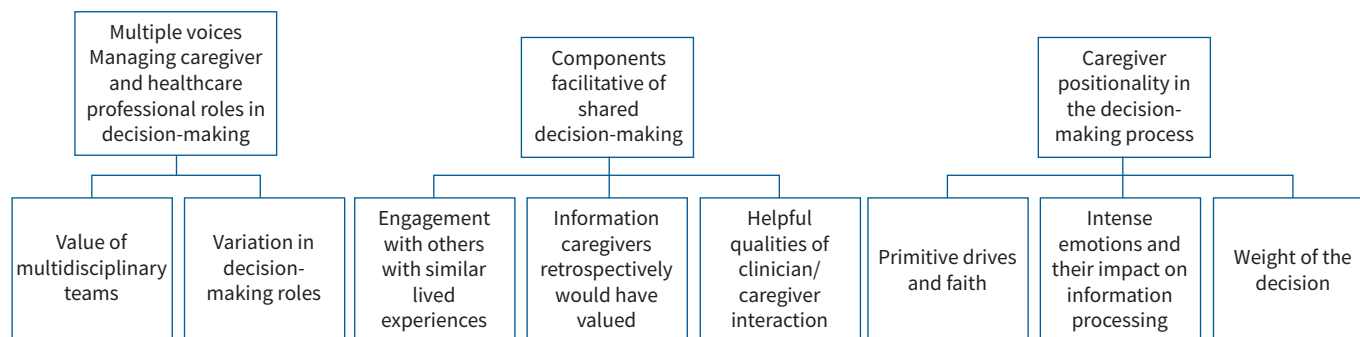 Multiple voices
Managing caregiver
and healthcare
professional roles in
decision-making
Components
facilitative of
shared
decision-making
Caregiver
positionality in
the decision-
making process
Value of
multidisciplinary
teams
Variation in
decision-
making roles
Engagement
with others
with similar
lived
experiences
Information
caregivers
retrospectively
would have
valued
Helpful
qualities of
clinician/
caregiver
interaction
Primitive drives
and faith
Intense
emotions and
their impact on
information
processing
Weight of the
decision